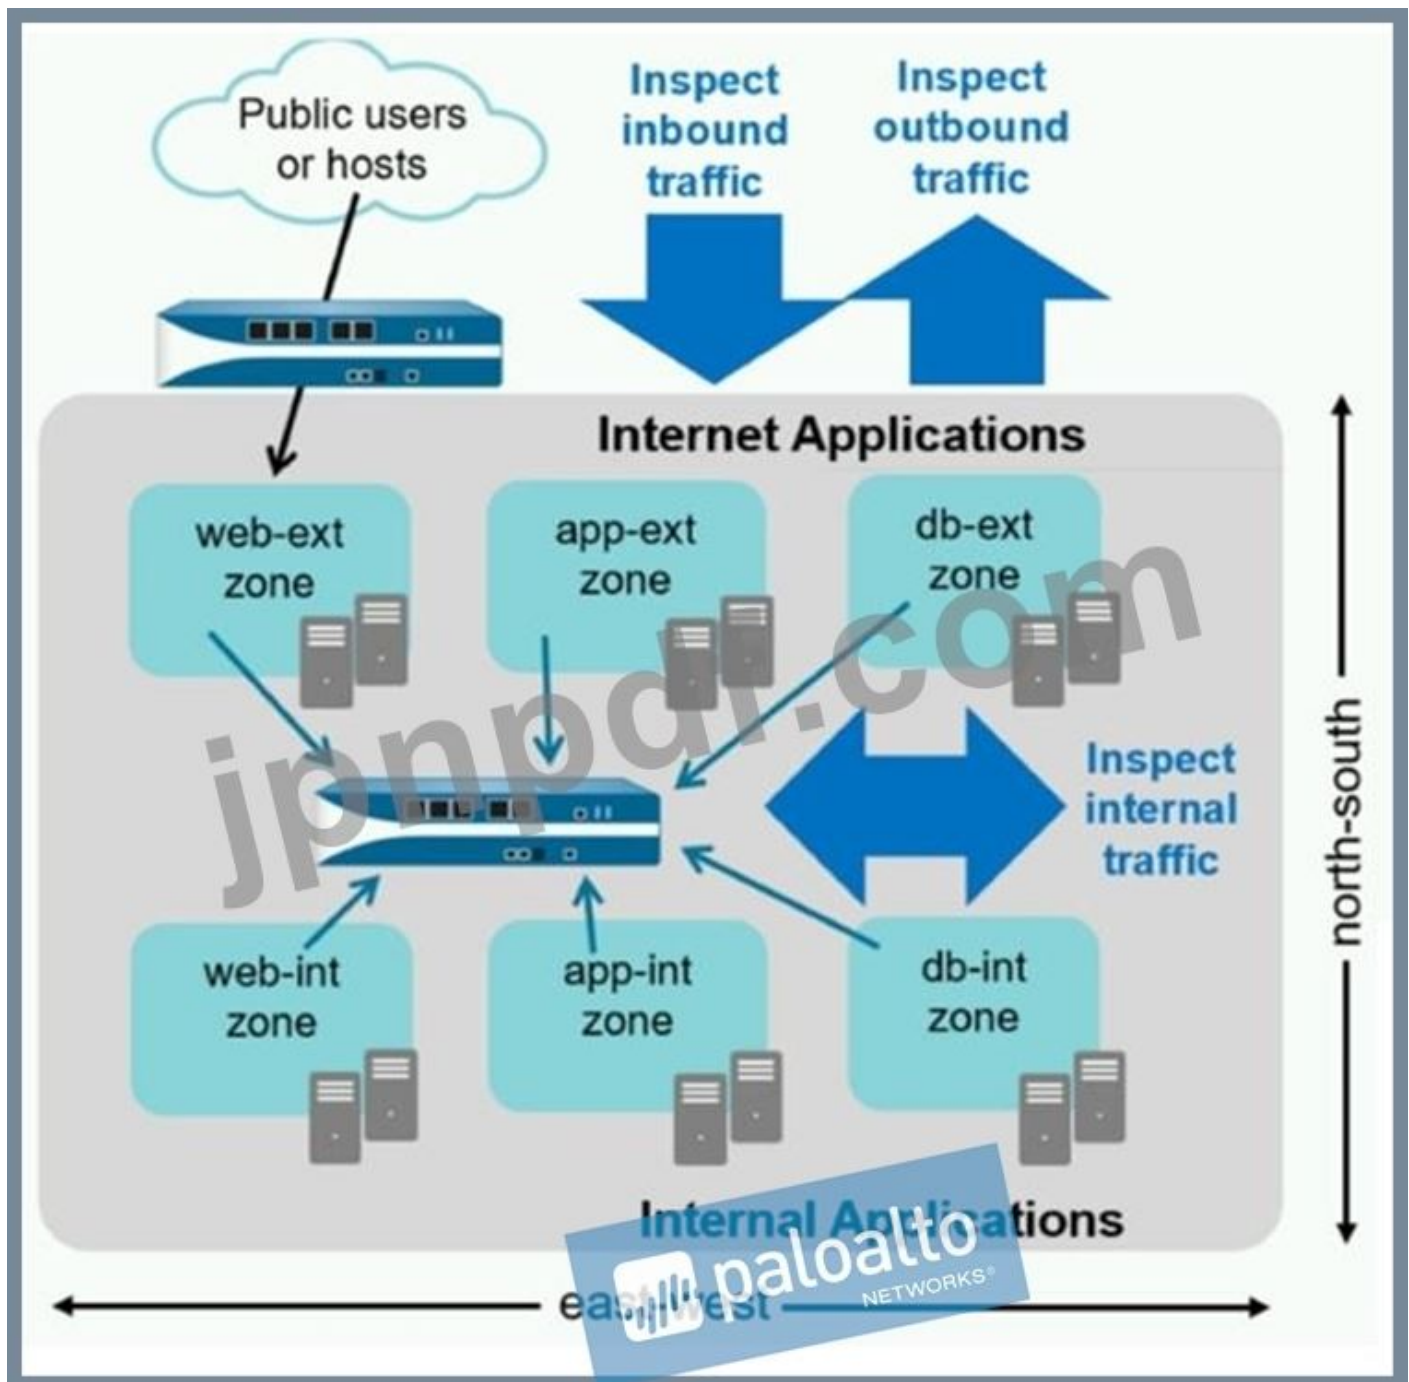 Public users
or hosts
Inspect
inbound
traffic
Inspect
outbound
traffic
Internet Applications
web-ext
zone
app-ext
zone
db-ext
zone
jpnpdf.com
Inspect
internal
traffic
north-south
web-int
zone
app-int
zone
db-int
zone
Internal Applications
east-west
paloalto
NETWORKS®